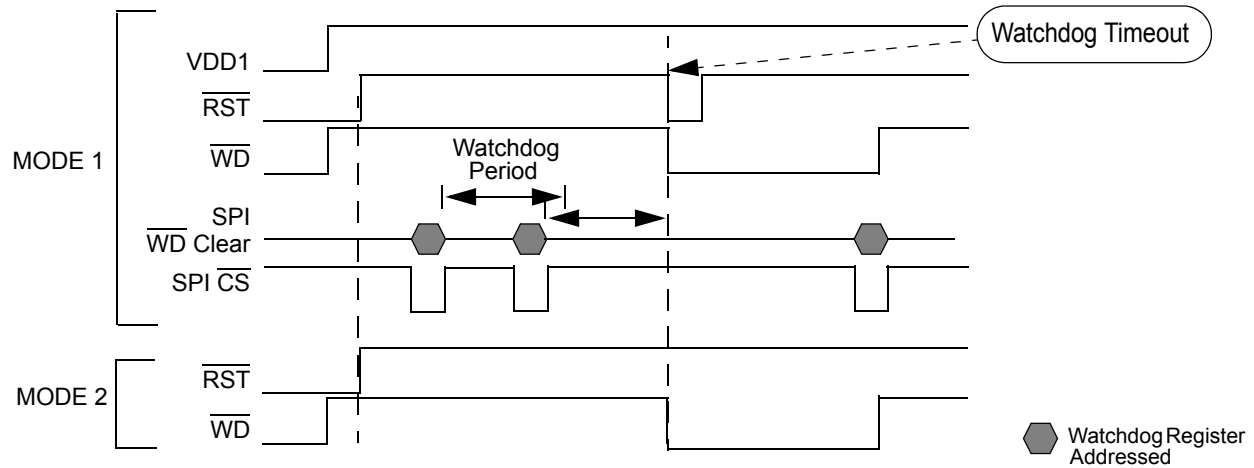 Watchdog Timeout
MODE 1
VDD1
RST
WD
Watchdog
Period
SPI
WD Clear
SPI CS
MODE 2
RST
WD
Watchdog Register
Addressed